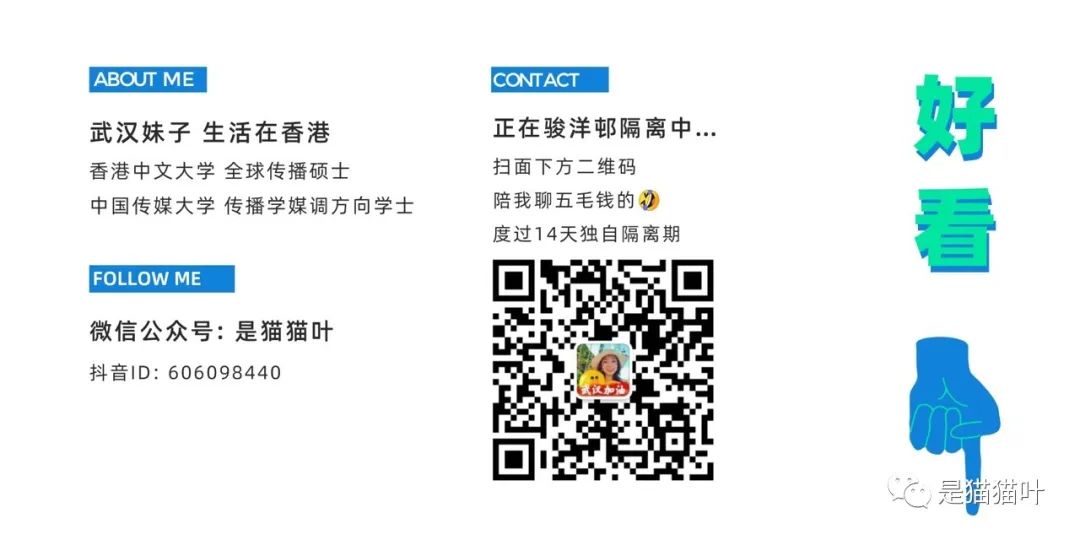 ABOUT ME
武汉妹子 生活在香港
香港中文大学 全球传播硕士
中国传媒大学 传播学媒调方向学士
FOLLOW ME
微信公众号: 是猫猫叶
抖音ID: 606098440
CONTACT
正在骏洋邨隔离中...
扫面下方二维码
陪我聊五毛钱的🤣
度过14天独自隔离期
武汉加油
好
看
是猫猫叶